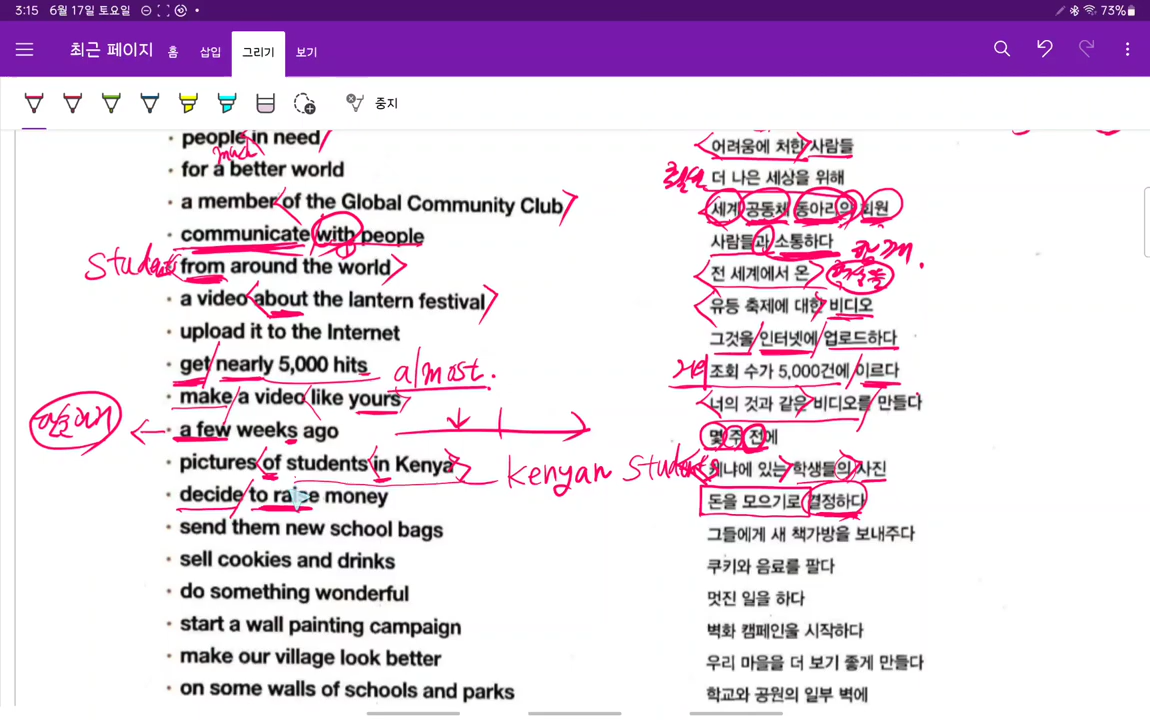 3:15 6월 17일 토요일 73%
최근 페이지 홈 삽입 그리기 보기
중지
people in need 어려움에 처한 사람들
much
for a better world 더 나은 세상을 위해
a member of the Global Community Club 세계 공동체 동아리의 회원
communicate with people 사람들과 소통하다
Students from around the world 전 세계에서 온
a video about the lantern festival 유등 축제에 대한 비디오
upload it to the Internet 그것을 인터넷에 업로드하다
get nearly 5,000 hits almost. 거의 조회 수가 5,000건에 이르다
make a video like yours 너의 것과 같은 비디오를 만들다
a few weeks ago 몇 주 전에
pictures of students in Kenya Kenyan Students 케냐에 있는 학생들의 사진
decide to raise money 돈을 모으기로 결정하다
send them new school bags 그들에게 새 책가방을 보내주다
sell cookies and drinks 쿠키와 음료를 팔다
do something wonderful 멋진 일을 하다
start a wall painting campaign 벽화 캠페인을 시작하다
make our village look better 우리 마을을 더 보기 좋게 만들다
on some walls of schools and parks 학교와 공원의 일부 벽에